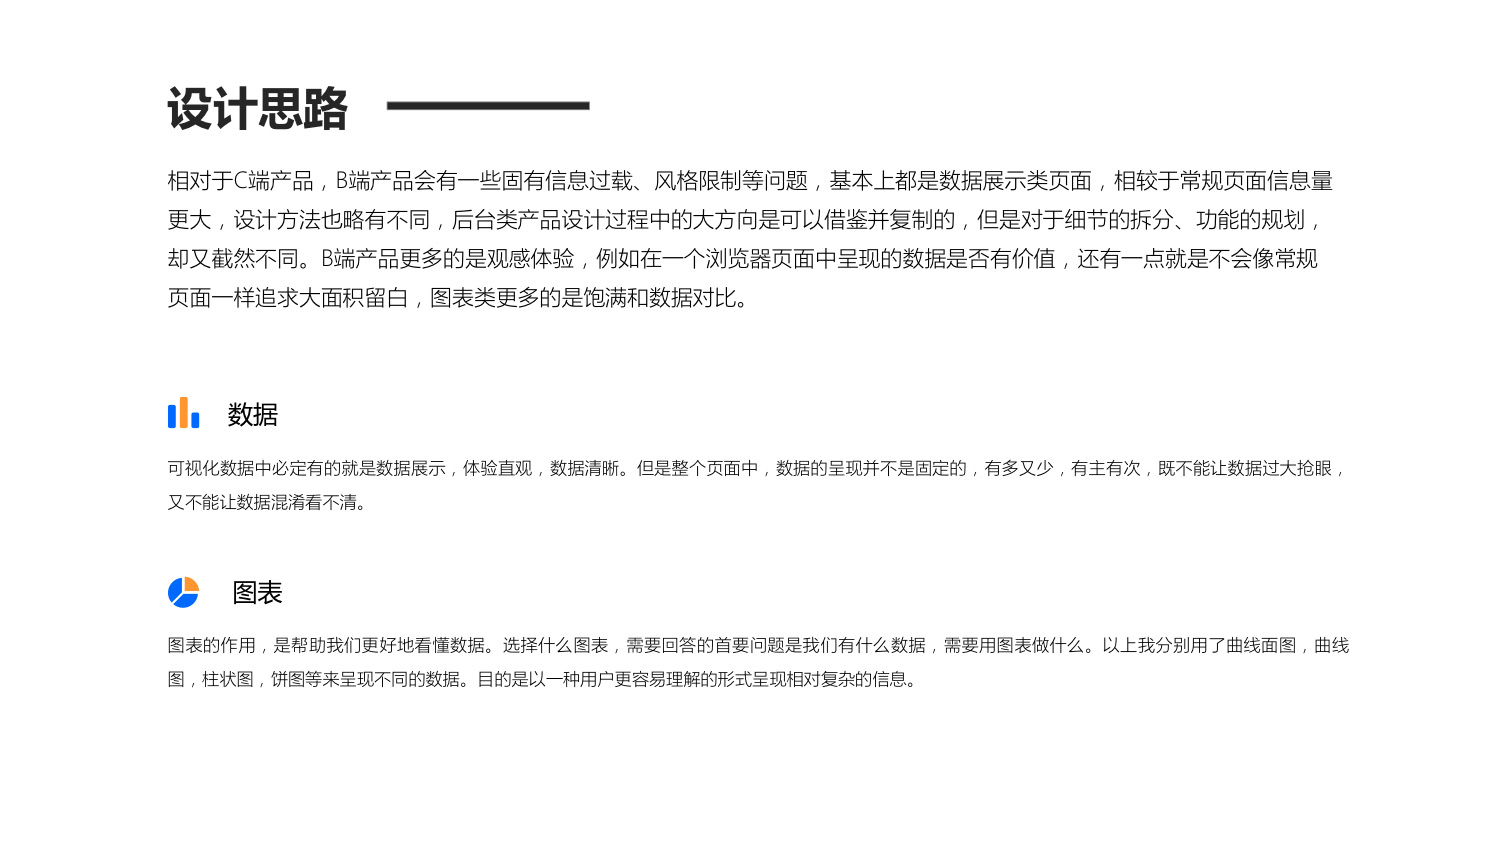 设计思路
相对于C端产品，B端产品会有一些固有信息过载、风格限制等问题，基本上都是数据展示类页面，相较于常规页面信息量
更大，设计方法也略有不同，后台类产品设计过程中的大方向是可以借鉴并复制的，但是对于细节的拆分、功能的规划，
却又截然不同。B端产品更多的是观感体验，例如在一个浏览器页面中呈现的数据是否有价值，还有一点就是不会像常规
页面一样追求大面积留白，图表类更多的是饱满和数据对比。
数据
可视化数据中必定有的就是数据展示，体验直观，数据清晰。但是整个页面中，数据的呈现并不是固定的，有多又少，有主有次，既不能让数据过大抢眼，
又不能让数据混淆看不清。
图表
图表的作用，是帮助我们更好地看懂数据。选择什么图表，需要回答的首要问题是我们有什么数据，需要用图表做什么。以上我分别用了曲线面图，曲线
图，柱状图，饼图等来呈现不同的数据。目的是以一种用户更容易理解的形式呈现相对复杂的信息。